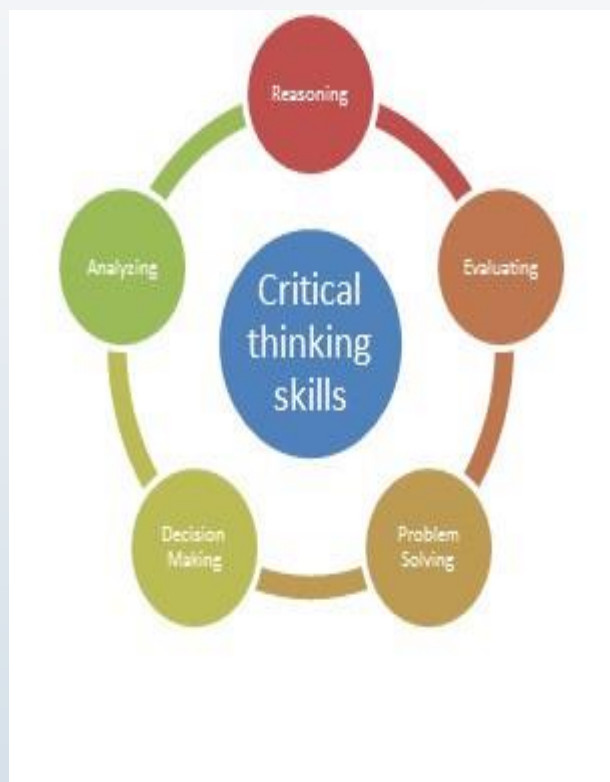 Reasoning
Analyzing
Evaluating
Critical
thinking
skills
Decision
Making
Problem
Solving